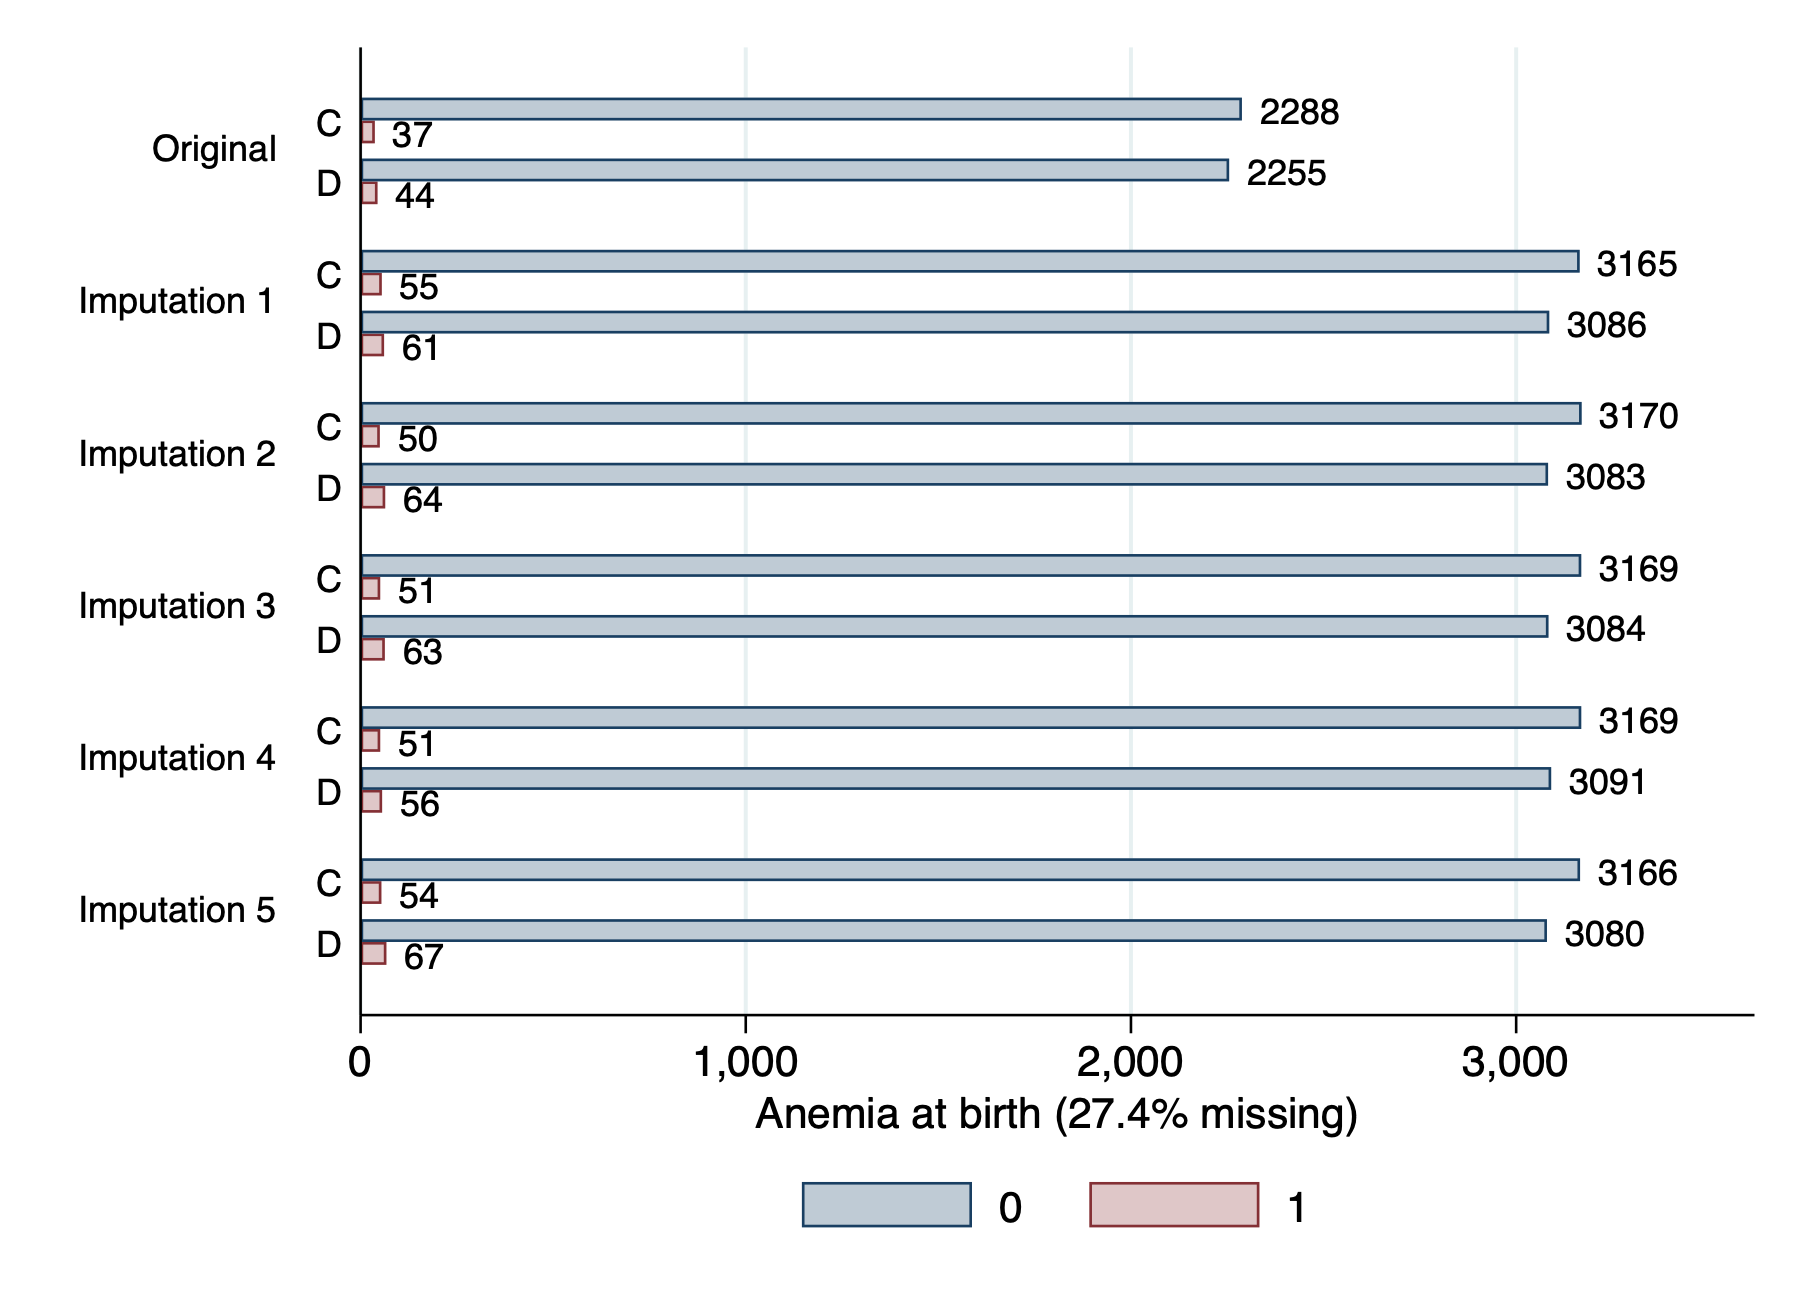 Original
C
2288
37
D
2255
44
Imputation 1
C
3165
55
D
3086
61
Imputation 2
C
3170
50
D
3083
64
Imputation 3
C
3169
51
D
3084
63
Imputation 4
C
3169
51
D
3091
56
Imputation 5
C
3166
54
D
3080
67
0 1,000 2,000 3,000
Anemia at birth (27.4% missing)
0 1